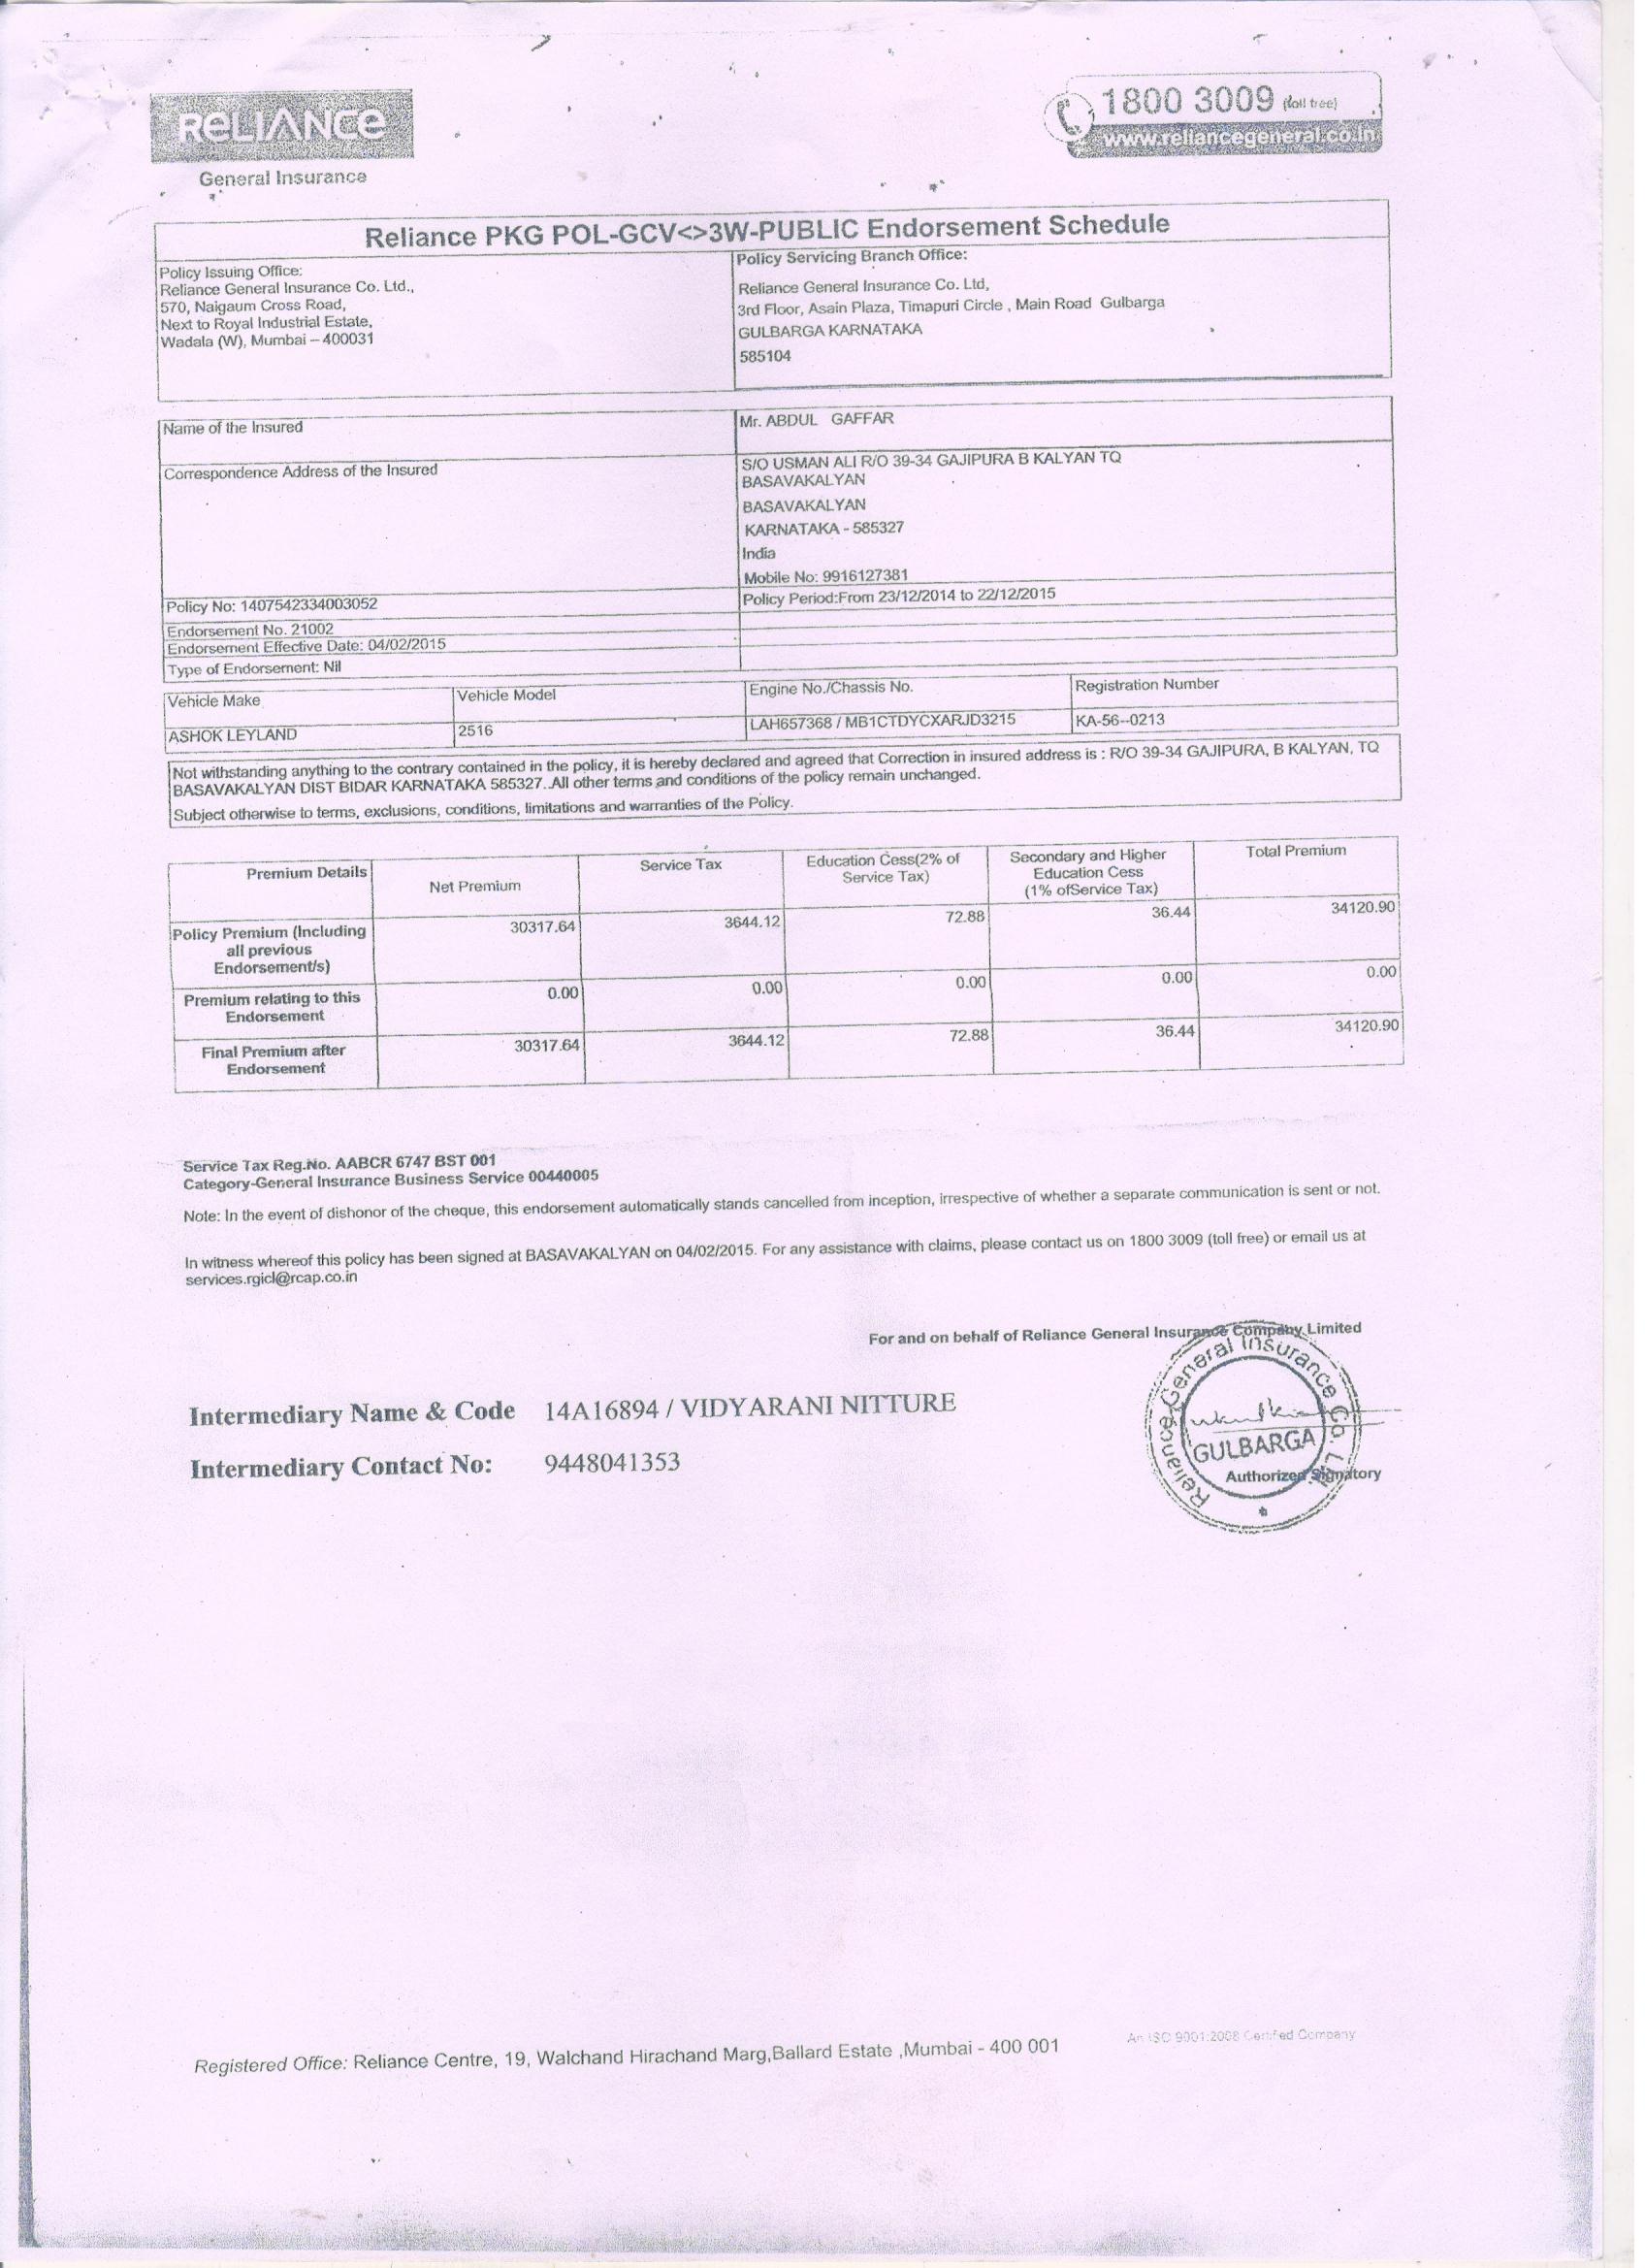 RELIANCE
General Insurance
1800 3009 (toll free)
www.reliancegeneral.co.in
Reliance PKG POL-GCV<>3W-PUBLIC Endorsement Schedule
Policy Issuing Office:
Reliance General Insurance Co. Ltd.,
570, Naigaum Cross Road,
Next to Royal Industrial Estate,
Wadala (W), Mumbai – 400031
Policy Servicing Branch Office:
Reliance General Insurance Co. Ltd,
3rd Floor, Asain Plaza, Timapuri Circle , Main Road Gulbarga
GULBARGA KARNATAKA
585104
Name of the Insured
Mr. ABDUL GAFFAR
Correspondence Address of the Insured
S/O USMAN ALI R/O 39-34 GAJIPURA B KALYAN TQ
BASAVAKALYAN
BASAVAKALYAN
KARNATAKA - 585327
India
Mobile No: 9916127381
Policy No: 1407542334003052
Policy Period:From 23/12/2014 to 22/12/2015
Endorsement No. 21002
Endorsement Effective Date: 04/02/2015
Type of Endorsement: Nil
Vehicle Make Vehicle Model Engine No./Chassis No. Registration Number
ASHOK LEYLAND 2516 LAH657368 / MB1CTDYCXARJD3215 KA-56--0213
Not withstanding anything to the contrary contained in the policy, it is hereby declared and agreed that Correction in insured address is : R/O 39-34 GAJIPURA, B KALYAN, TQ
BASAVAKALYAN DIST BIDAR KARNATAKA 585327..All other terms and conditions of the policy remain unchanged.
Subject otherwise to terms, exclusions, conditions, limitations and warranties of the Policy.
Premium Details
Net Premium
Service Tax
Education Cess(2% of
Service Tax)
Secondary and Higher
Education Cess
(1% ofService Tax)
Total Premium
Policy Premium (Including
all previous
Endorsement/s)
30317.64 3644.12 72.88 36.44 34120.90
Premium relating to this
Endorsement
0.00 0.00 0.00 0.00 0.00
Final Premium after
Endorsement
30317.64 3644.12 72.88 36.44 34120.90
Service Tax Reg.No. AABCR 6747 BST 001
Category-General Insurance Business Service 00440005
Note: In the event of dishonor of the cheque, this endorsement automatically stands cancelled from inception, irrespective of whether a separate communication is sent or not.
In witness whereof this policy has been signed at BASAVAKALYAN on 04/02/2015. For any assistance with claims, please contact us on 1800 3009 (toll free) or email us at
services.rgicl@rcap.co.in
For and on behalf of Reliance General Insurance Company Limited
Reliance General Insurance Co. Ltd.
GULBARGA
Authorized Signatory
Intermediary Name & Code 14A16894 / VIDYARANI NITTURE
Intermediary Contact No: 9448041353
Registered Office: Reliance Centre, 19, Walchand Hirachand Marg,Ballard Estate ,Mumbai - 400 001
An ISO 9001:2008 Certified Company